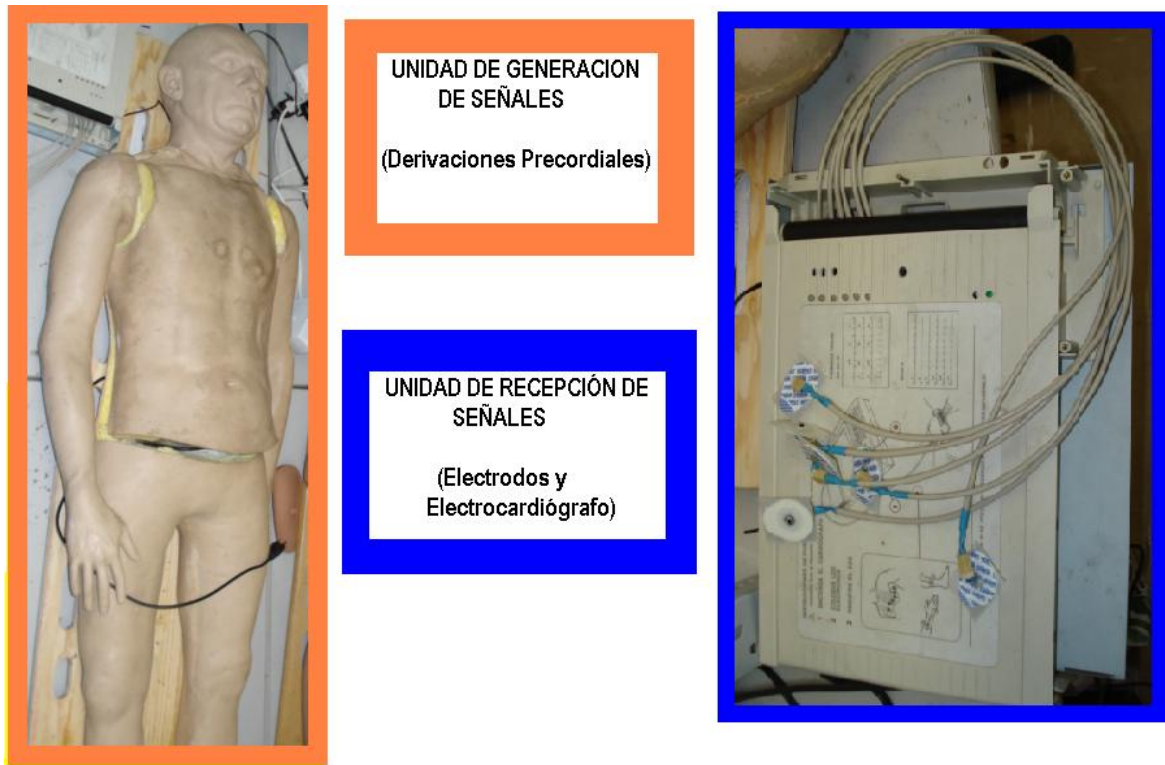 UNIDAD DE GENERACION
DE SEÑALES
(Derivaciones Precordiales)
UNIDAD DE RECEPCIÓN DE
SEÑALES
(Electrodos y
Electrocardiógrafo)